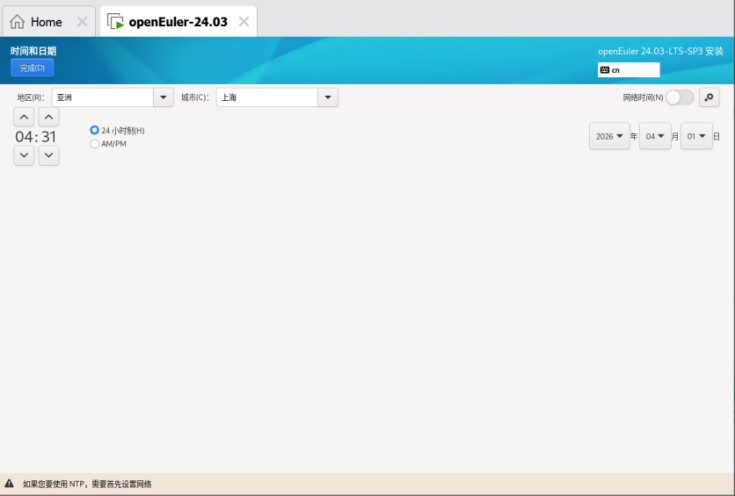 Home
openEuler-24.03
时间和日期
openEuler 24.03-LTS-SP3 安装
完成(D)
cn
地区(R): 亚洲 城市(C): 上海 网络时间(N)
04:31
24 小时制(H)
AM/PM
2026 年 04 月 01 日
如果您要使用 NTP，需要首先设置网络